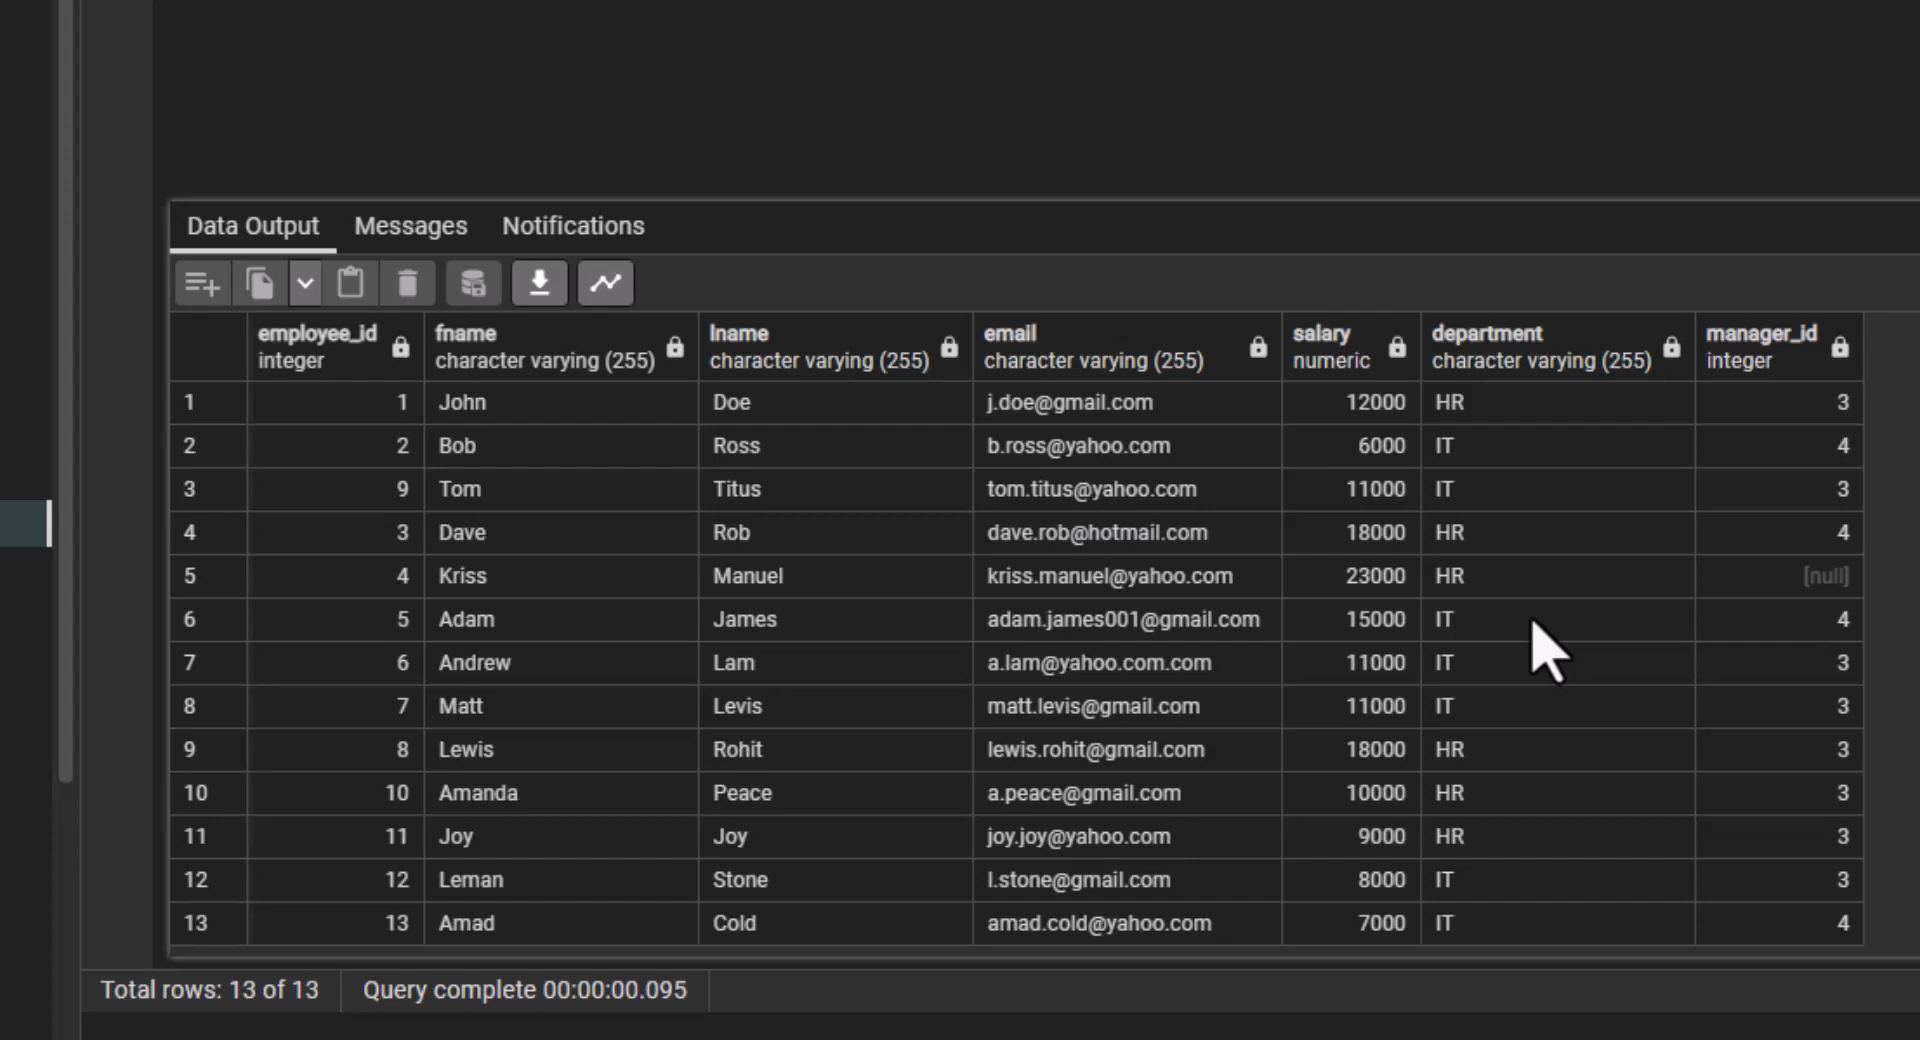 Data Output Messages Notifications
employee_id fname lname email salary department manager_id
integer character varying (255) character varying (255) character varying (255) numeric character varying (255) integer
1 1 John Doe j.doe@gmail.com 12000 HR 3
2 2 Bob Ross b.ross@yahoo.com 6000 IT 4
3 9 Tom Titus tom.titus@yahoo.com 11000 IT 3
4 3 Dave Rob dave.rob@hotmail.com 18000 HR 4
5 4 Kriss Manuel kriss.manuel@yahoo.com 23000 HR [null]
6 5 Adam James adam.james001@gmail.com 15000 IT 4
7 6 Andrew Lam a.lam@yahoo.com.com 11000 IT 3
8 7 Matt Levis matt.levis@gmail.com 11000 IT 3
9 8 Lewis Rohit lewis.rohit@gmail.com 18000 HR 3
10 10 Amanda Peace a.peace@gmail.com 10000 HR 3
11 11 Joy Joy joy.joy@yahoo.com 9000 HR 3
12 12 Leman Stone l.stone@gmail.com 8000 IT 3
13 13 Amad Cold amad.cold@yahoo.com 7000 IT 4
Total rows: 13 of 13 Query complete 00:00:00.095